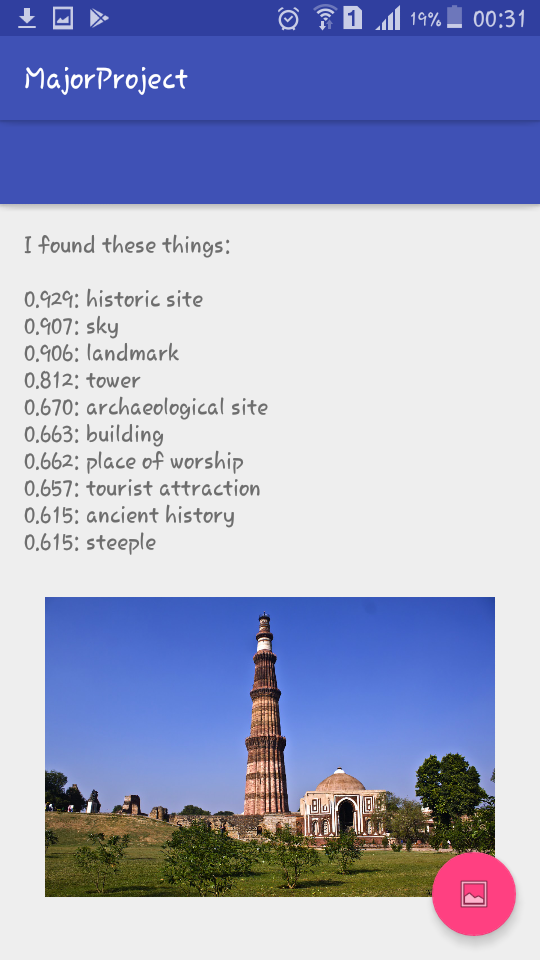 19% 00:31
MajorProject
I found these things:
0.929: historic site
0.907: sky
0.906: landmark
0.812: tower
0.670: archaeological site
0.663: building
0.662: place of worship
0.657: tourist attraction
0.615: ancient history
0.615: steeple